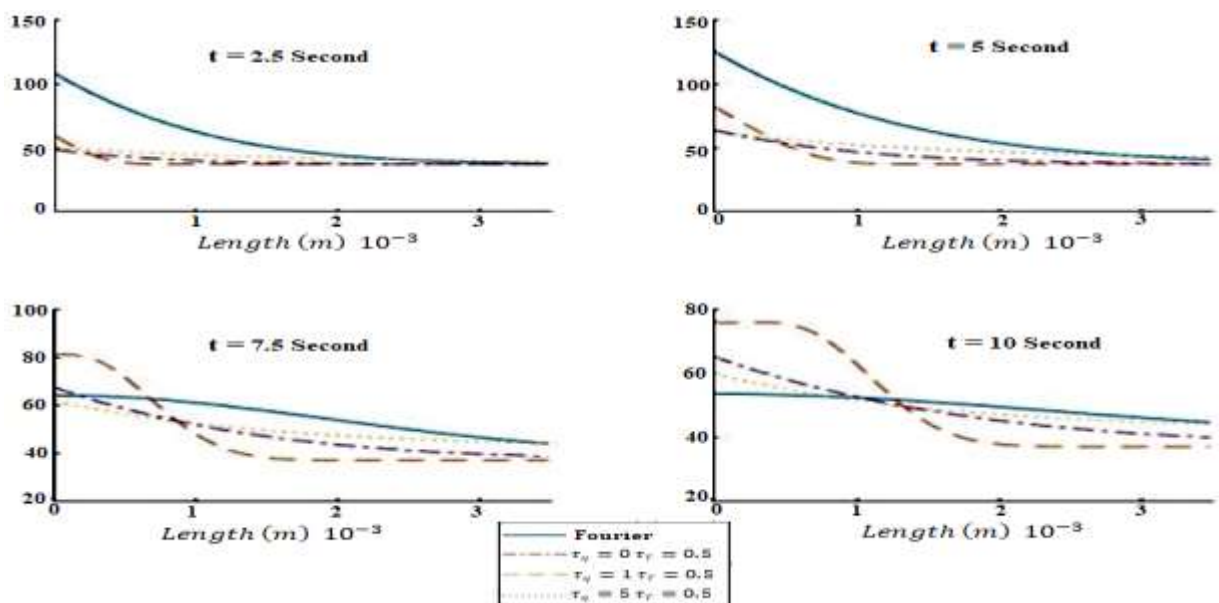 150
100
50
0
t = 2.5 Second
1
2
3
Length (m) 10⁻³
150
100
50
0
t = 5 Second
0
1
2
3
Length (m) 10⁻³
100
80
60
40
20
t = 7.5 Second
0
1
2
3
Length (m) 10⁻³
80
60
40
20
t = 10 Second
0
1
2
3
Length (m) 10⁻³
Fourier
τq = 0 τT = 0.5
τq = 1 τT = 0.5
τq = 5 τT = 0.5